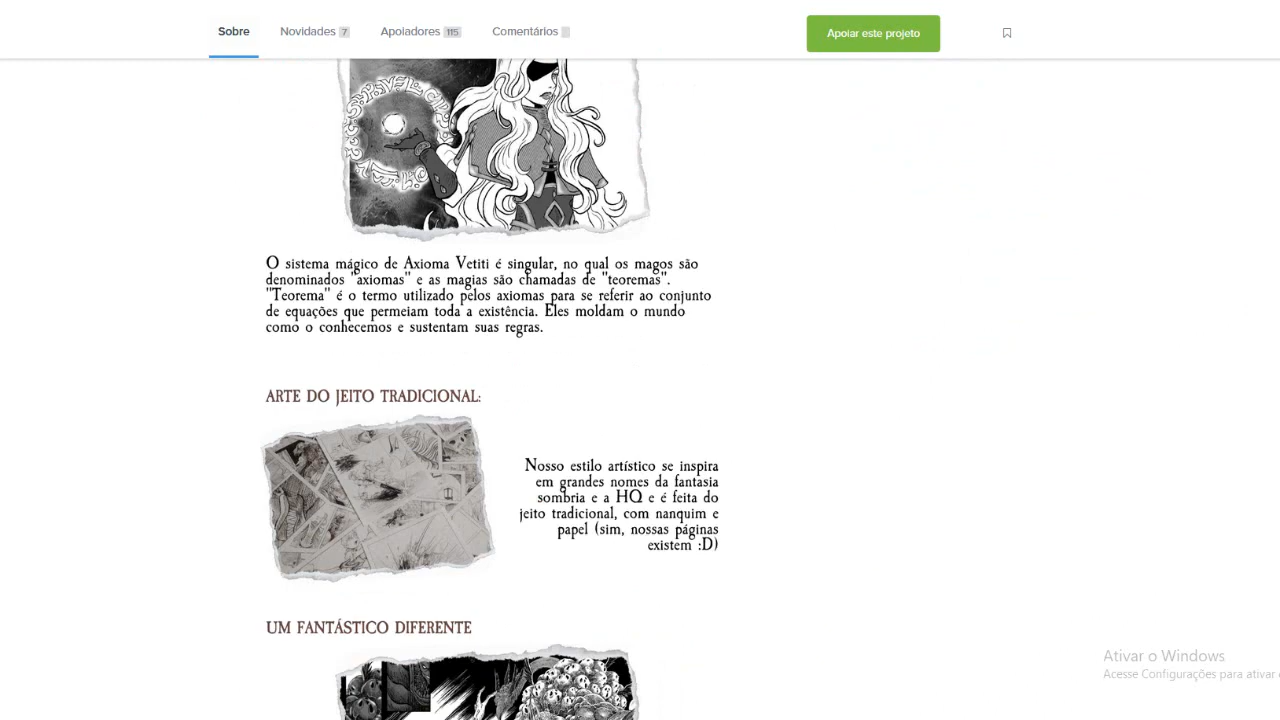 Sobre
Novidades 7
Apoiadores 115
Comentários
Apoiar este projeto
O sistema mágico de Axioma Vetiti é singular, no qual os magos são
denominados "axiomas" e as magias são chamadas de "teoremas".
"Teorema" é o termo utilizado pelos axiomas para se referir ao conjunto
de equações que permeiam toda a existência. Eles moldam o mundo
como o conhecemos e sustentam suas regras.
ARTE DO JEITO TRADICIONAL:
Nosso estilo artístico se inspira
em grandes nomes da fantasia
sombria e a HQ e é feita do
jeito tradicional, com nanquim e
papel (sim, nossas páginas
existem :D)
UM FANTÁSTICO DIFERENTE
Ativar o Windows
Acesse Configurações para ativar